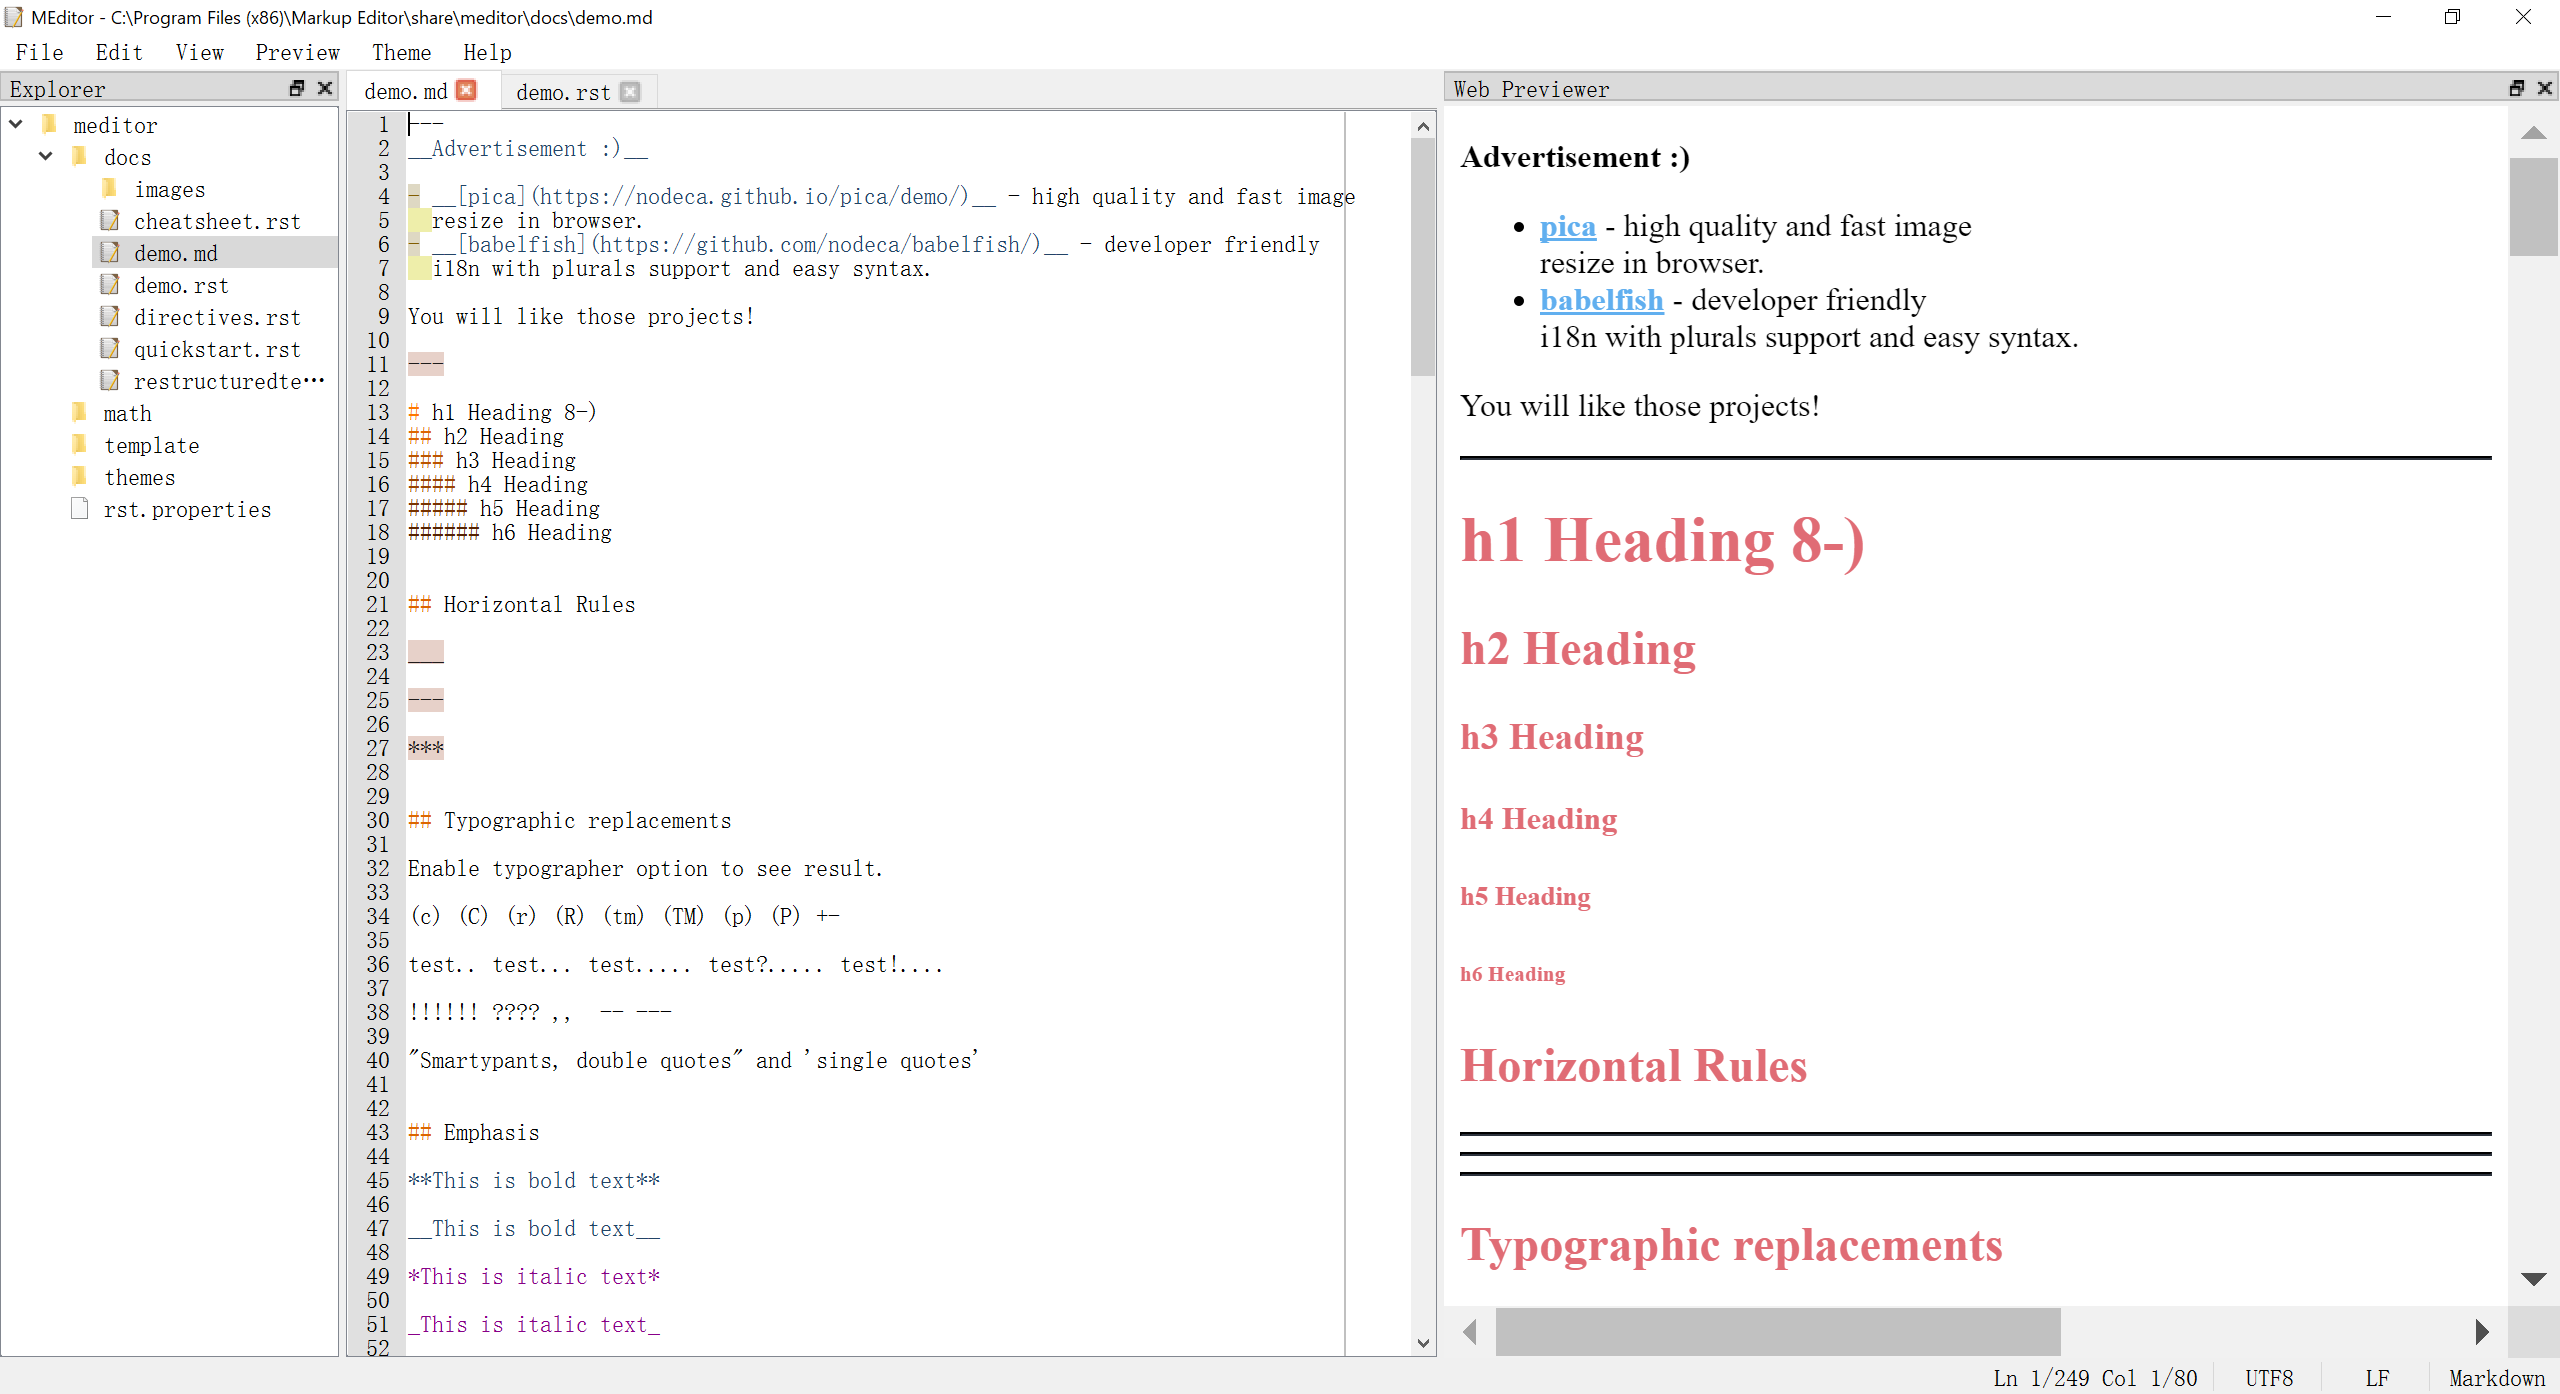 MEditor - C:\Program Files (x86)\Markup Editor\share\meditor\docs\demo.md
File Edit View Preview Theme Help
Explorer
meditor
docs
images
cheatsheet.rst
demo.md
demo.rst
directives.rst
quickstart.rst
restructuredte…
math
template
themes
rst.properties
demo.md demo.rst
1 ---
2 __Advertisement :)__
3
4 - __[pica](https://nodeca.github.io/pica/demo/)__ - high quality and fast image
5 resize in browser.
6 - __[babelfish](https://github.com/nodeca/babelfish/)__ - developer friendly
7 i18n with plurals support and easy syntax.
8
9 You will like those projects!
10
11 ---
12
13 # h1 Heading 8-)
14 ## h2 Heading
15 ### h3 Heading
16 #### h4 Heading
17 ##### h5 Heading
18 ###### h6 Heading
19
20
21 ## Horizontal Rules
22
23 ___
24
25 ---
26
27 ***
28
29
30 ## Typographic replacements
31
32 Enable typographer option to see result.
33
34 (c) (C) (r) (R) (tm) (TM) (p) (P) +-
35
36 test.. test... test..... test?..... test!....
37
38 !!!!!! ???? ,,  -- ---
39
40 "Smartypants, double quotes" and 'single quotes'
41
42
43 ## Emphasis
44
45 **This is bold text**
46
47 __This is bold text__
48
49 *This is italic text*
50
51 _This is italic text_
52
Web Previewer
Advertisement :)
• pica - high quality and fast image
resize in browser.
• babelfish - developer friendly
i18n with plurals support and easy syntax.
You will like those projects!
h1 Heading 8-)
h2 Heading
h3 Heading
h4 Heading
h5 Heading
h6 Heading
Horizontal Rules
Typographic replacements
Ln 1/249 Col 1/80 UTF8 LF Markdown